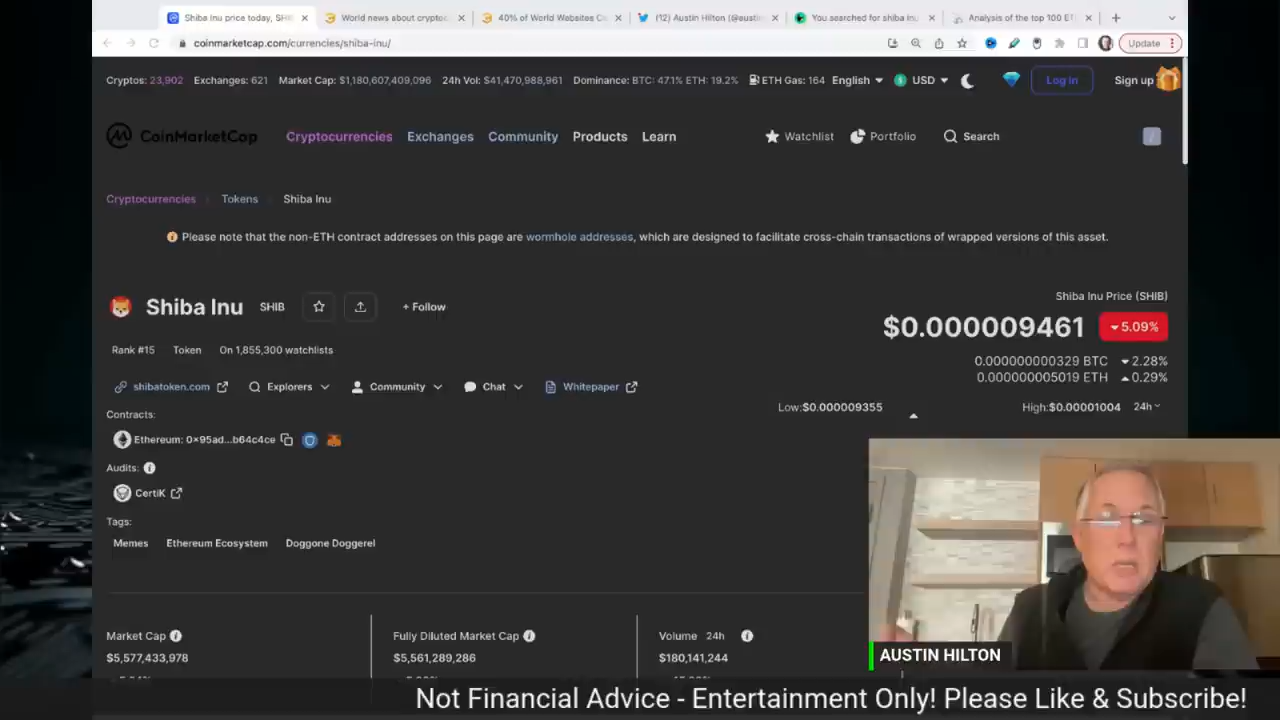 Shiba Inu price today, SHI
World news about cryptoc
40% of World Websites C
(12) Austin Hilton (@austin
You searched for shiba inu
Analysis of the top 100 ET
coinmarketcap.com/currencies/shiba-inu/
Update
Cryptos: 23,902 Exchanges: 621 Market Cap: $1,180,607,409,096 24h Vol: $41,470,988,961 Dominance: BTC: 47.1% ETH: 19.2% ETH Gas: 164 English USD Log In Sign up
CoinMarketCap Cryptocurrencies Exchanges Community Products Learn Watchlist Portfolio Search
Cryptocurrencies Tokens Shiba Inu
Please note that the non-ETH contract addresses on this page are wormhole addresses, which are designed to facilitate cross-chain transactions of wrapped versions of this asset.
Shiba Inu SHIB + Follow
Rank #15 Token On 1,855,300 watchlists
shibatoken.com Explorers Community Chat Whitepaper
Contracts:
Ethereum: 0x95ad...b64c4ce
Audits:
CertiK
Tags:
Memes Ethereum Ecosystem Doggone Doggerel
Shiba Inu Price (SHIB)
$0.000009461 5.09%
0.000000000329 BTC 2.28%
0.000000005019 ETH 0.29%
Low:$0.000009355 High:$0.00001004 24h
Market Cap Fully Diluted Market Cap Volume 24h
$5,577,433,978 $5,561,289,286 $180,141,244
AUSTIN HILTON
Not Financial Advice - Entertainment Only! Please Like & Subscribe!